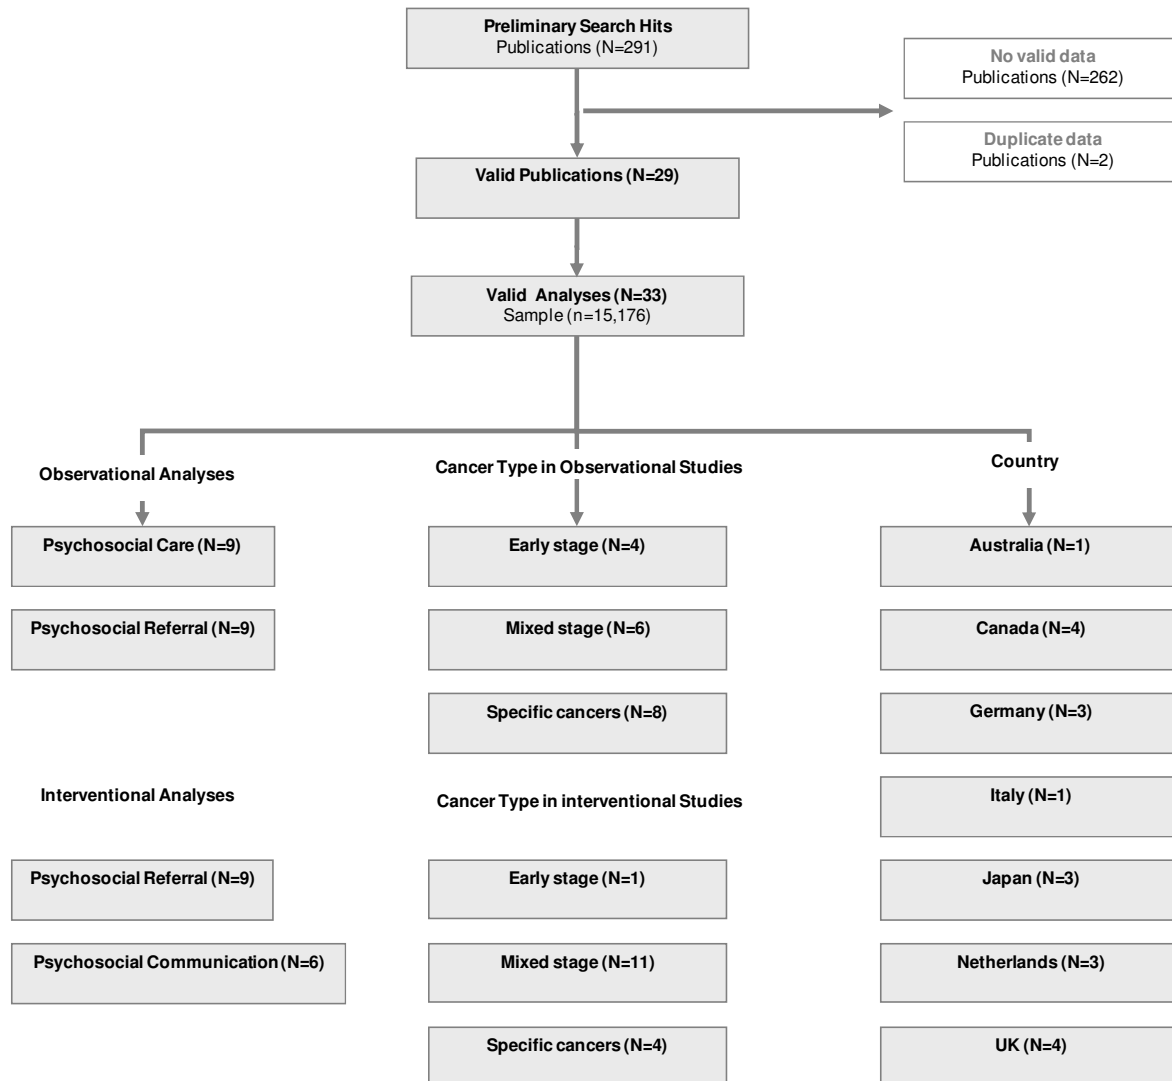 Preliminary Search Hits
Publications (N=291)
No valid data
Publications (N=262)
Duplicate data
Publications (N=2)
Valid Publications (N=29)
Valid Analyses (N=33)
Sample (n=15,176)
Observational Analyses
Cancer Type in Observational Studies
Country
Psychosocial Care (N=9)
Early stage (N=4)
Australia (N=1)
Psychosocial Referral (N=9)
Mixed stage (N=6)
Canada (N=4)
Specific cancers (N=8)
Germany (N=3)
Interventional Analyses
Cancer Type in interventional Studies
Italy (N=1)
Psychosocial Referral (N=9)
Early stage (N=1)
Japan (N=3)
Psychosocial Communication (N=6)
Mixed stage (N=11)
Netherlands (N=3)
Specific cancers (N=4)
UK (N=4)